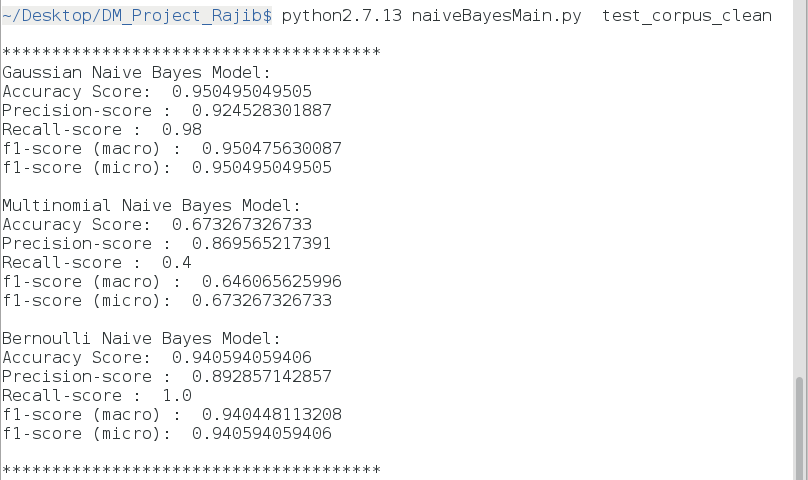 ~/Desktop/DM_Project_Rajib$ python2.7.13 naiveBayesMain.py  test_corpus_clean
**************************************
Gaussian Naive Bayes Model:
Accuracy Score:  0.950495049505
Precision-score :  0.924528301887
Recall-score :  0.98
f1-score (macro) :  0.950475630087
f1-score (micro):  0.950495049505
Multinomial Naive Bayes Model:
Accuracy Score:  0.673267326733
Precision-score :  0.869565217391
Recall-score :  0.4
f1-score (macro) :  0.646065625996
f1-score (micro):  0.673267326733
Bernoulli Naive Bayes Model:
Accuracy Score:  0.940594059406
Precision-score :  0.892857142857
Recall-score :  1.0
f1-score (macro) :  0.940448113208
f1-score (micro):  0.940594059406
**************************************